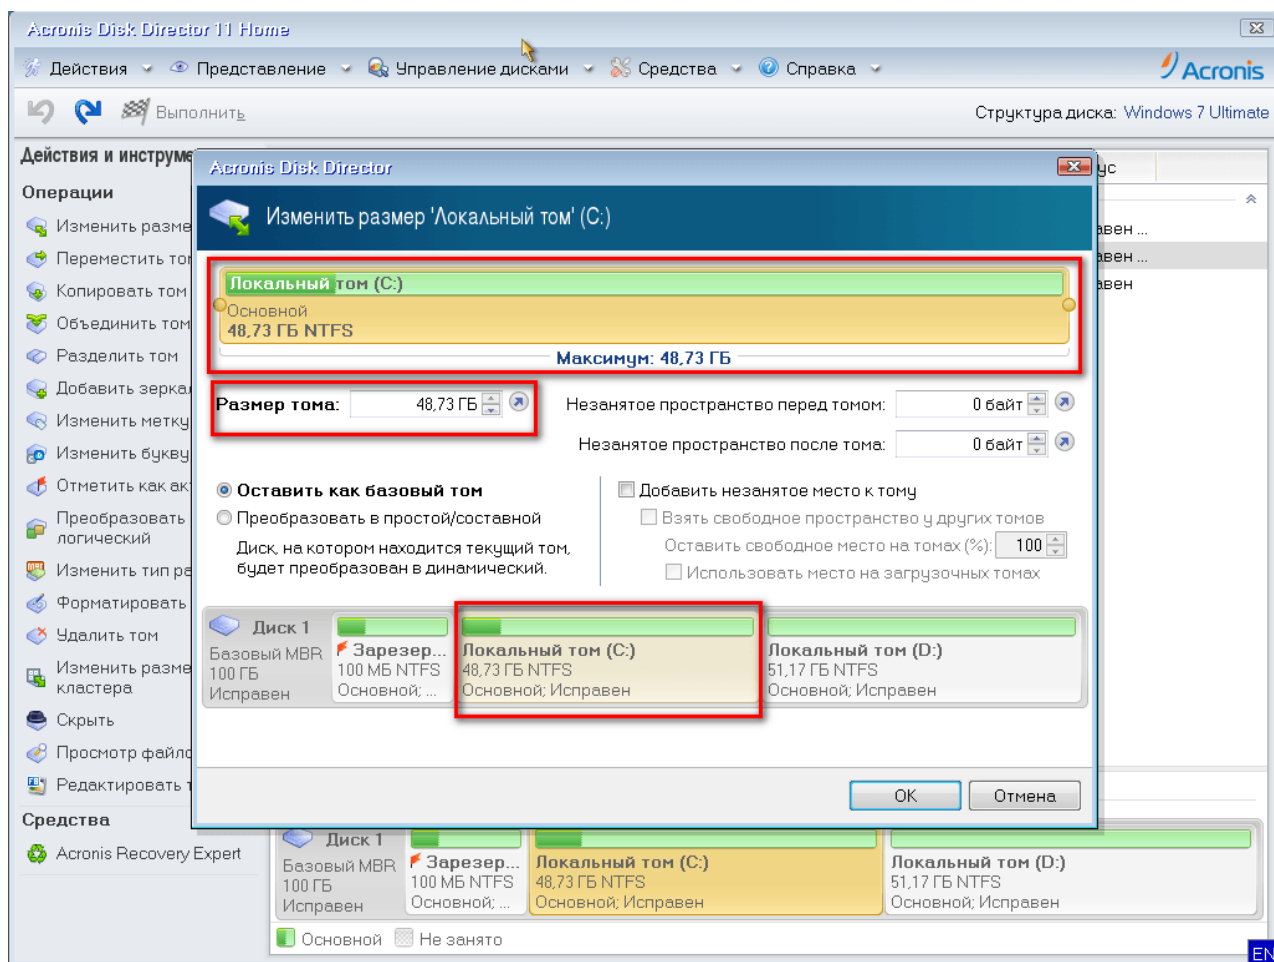 Acronis Disk Director 11 Home
Действия Представление Управление дисками Средства Справка Acronis
Выполнить Структура диска: Windows 7 Ultimate
Действия и инструме
Операции
Изменить разме
Переместить то
Копировать том
Объединить том
Разделить том
Добавить зерка
Изменить метку
Изменить букву
Отметить как ак
Преобразовать
логический
Изменить тип ра
Форматировать
Удалить том
Изменить разме
кластера
Скрыть
Просмотр файло
Редактировать
Средства
Acronis Recovery Expert
ус
авен ...
авен ...
авен
Acronis Disk Director
Изменить размер 'Локальный том' (C:)
Локальный том (C:)
Основной
48,73 ГБ NTFS
Максимум: 48,73 ГБ
Размер тома: 48,73 ГБ Незанятое пространство перед томом: 0 байт
Незанятое пространство после тома: 0 байт
Оставить как базовый том
Преобразовать в простой/составной
Диск, на котором находится текущий том,
будет преобразован в динамический.
Добавить незанятое место к тому
Взять свободное пространство у других томов
Оставить свободное место на томах (%): 100
Использовать место на загрузочных томах
Диск 1
Базовый MBR
100 ГБ
Исправен
Зарезер...
100 МБ NTFS
Основной; ...
Локальный том (C:)
48,73 ГБ NTFS
Основной; Исправен
Локальный том (D:)
51,17 ГБ NTFS
Основной; Исправен
OK Отмена
Диск 1
Базовый MBR
100 ГБ
Исправен
Зарезер...
100 МБ NTFS
Основной; ...
Локальный том (C:)
48,73 ГБ NTFS
Основной; Исправен
Локальный том (D:)
51,17 ГБ NTFS
Основной; Исправен
Основной Не занято
EN